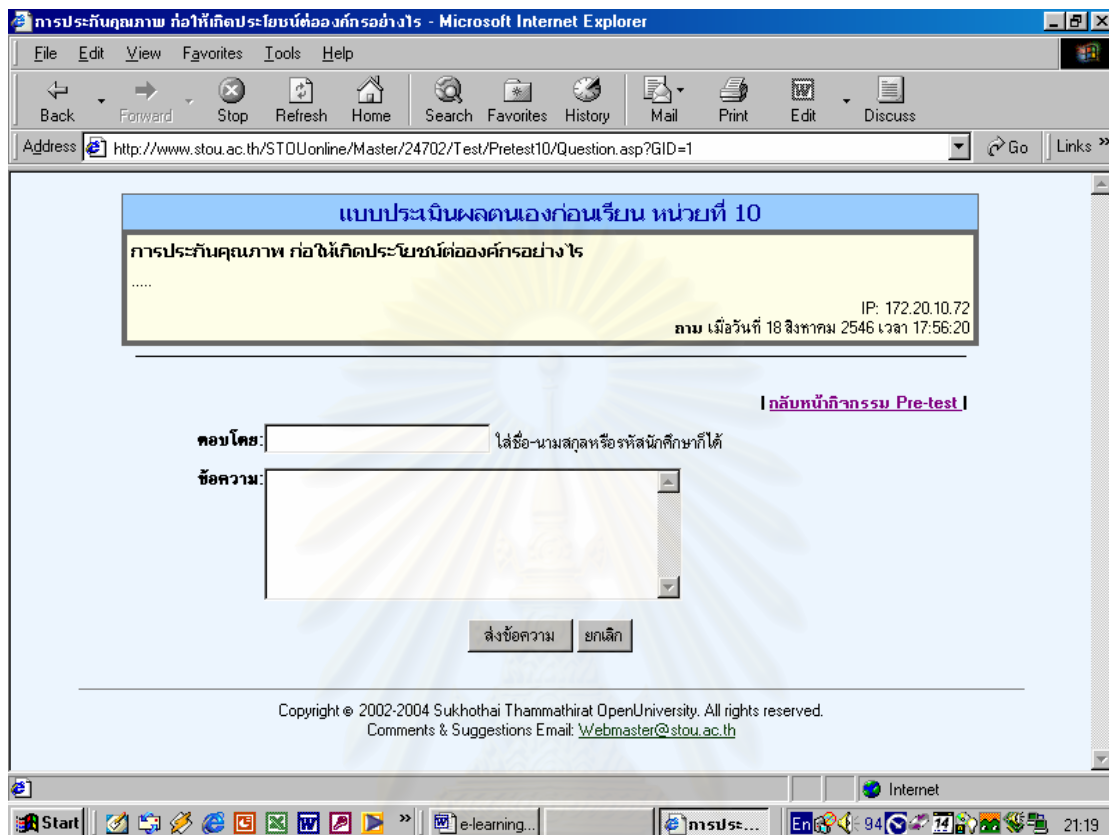 การประกันคุณภาพ ก่อให้เกิดประโยชน์ต่อองค์กรอย่างไร - Microsoft Internet Explorer
File Edit View Favorites Tools Help
Back Forward Stop Refresh Home Search Favorites History Mail Print Edit Discuss
Address http://www.stou.ac.th/STOUonline/Master/24702/Test/Pretest10/Question.asp?GID=1 Go Links »
แบบประเมินผลตนเองก่อนเรียน หน่วยที่ 10
การประกันคุณภาพ ก่อให้เกิดประโยชน์ต่อองค์กรอย่างไร
.....
IP: 172.20.10.72
ถาม เมื่อวันที่ 18 สิงหาคม 2546 เวลา 17:56:20
| กลับหน้ากิจกรรม Pre-test |
ตอบโดย: ใส่ชื่อ-นามสกุลหรือรหัสนักศึกษาก็ได้
ข้อความ:
ส่งข้อความ ยกเลิก
Copyright © 2002-2004 Sukhothai Thammathirat OpenUniversity. All rights reserved.
Comments & Suggestions Email: Webmaster@stou.ac.th
Internet
Start » e-learning... การประ... En 94 14 21:19